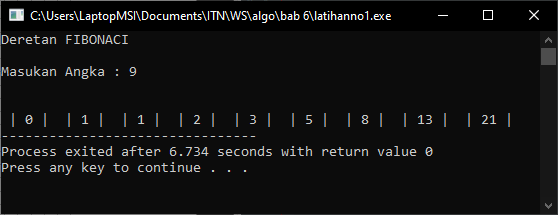 C:\Users\LaptopMSI\Documents\ITN\WS\algo\bab 6\latihanno1.exe
Deretan FIBONACI
Masukan Angka : 9
| 0 | | 1 | | 1 | | 2 | | 3 | | 5 | | 8 | | 13 | | 21 |
--------------------------------
Process exited after 6.734 seconds with return value 0
Press any key to continue . . .